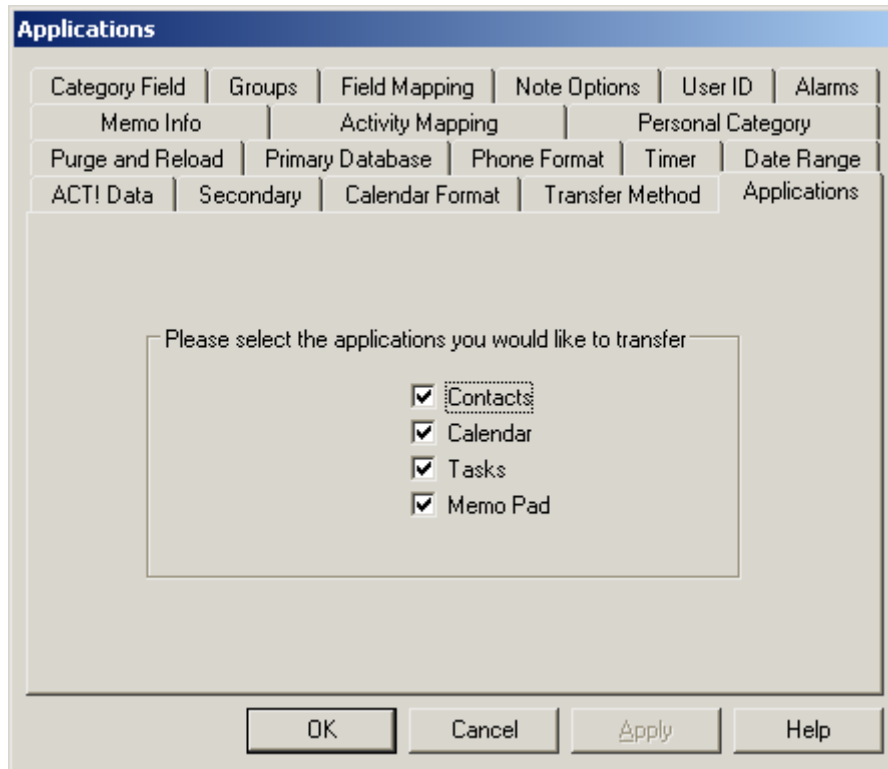 Applications
Category Field Groups Field Mapping Note Options User ID Alarms
Memo Info Activity Mapping Personal Category
Purge and Reload Primary Database Phone Format Timer Date Range
ACT! Data Secondary Calendar Format Transfer Method Applications
Please select the applications you would like to transfer
Contacts
Calendar
Tasks
Memo Pad
OK Cancel Apply Help